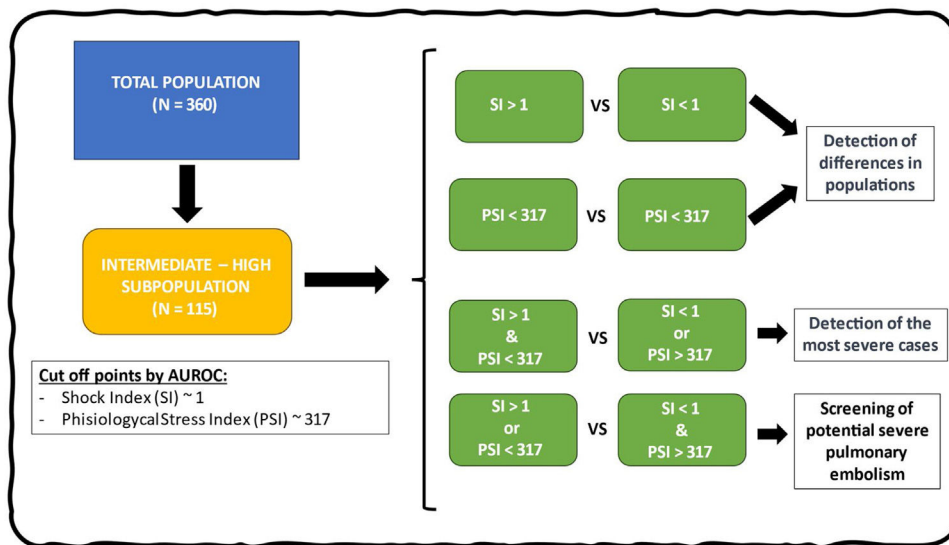 TOTAL POPULATION
(N = 360)
INTERMEDIATE – HIGH
SUBPOPULATION
(N = 115)
Cut off points by AUROC:
- Shock Index (SI) ~ 1
- PhisiologycalStress Index (PSI) ~ 317
SI > 1
VS
SI < 1
PSI < 317
VS
PSI < 317
Detection of
differences in
populations
SI > 1
&
PSI < 317
VS
SI < 1
or
PSI > 317
Detection of the
most severe cases
SI > 1
or
PSI < 317
VS
SI < 1
&
PSI > 317
Screening of
potential severe
pulmonary
embolism